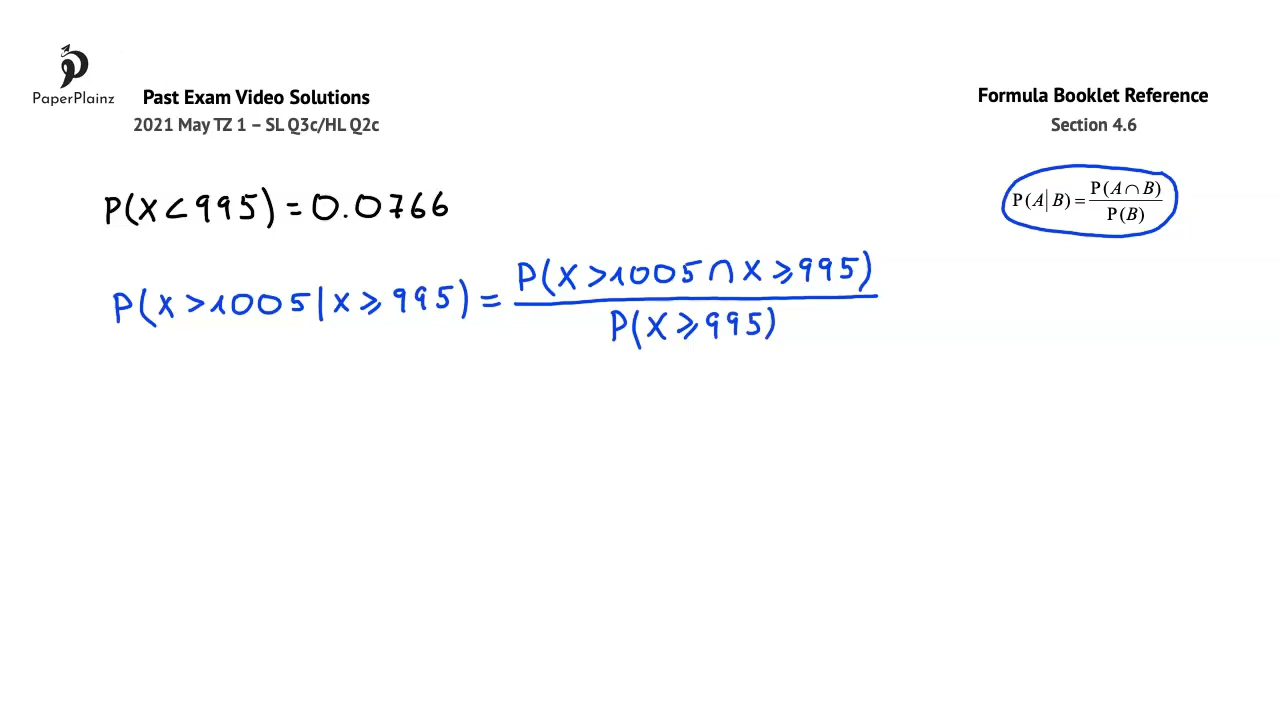 PaperPlainz
Past Exam Video Solutions
2021 May TZ 1 – SL Q3c/HL Q2c
Formula Booklet Reference
Section 4.6
P(A|B) = P(A∩B) / P(B)
P(X<995)=0.0766
P(X>1005|X⩾995) = P(X>1005∩X⩾995) / P(X⩾995)